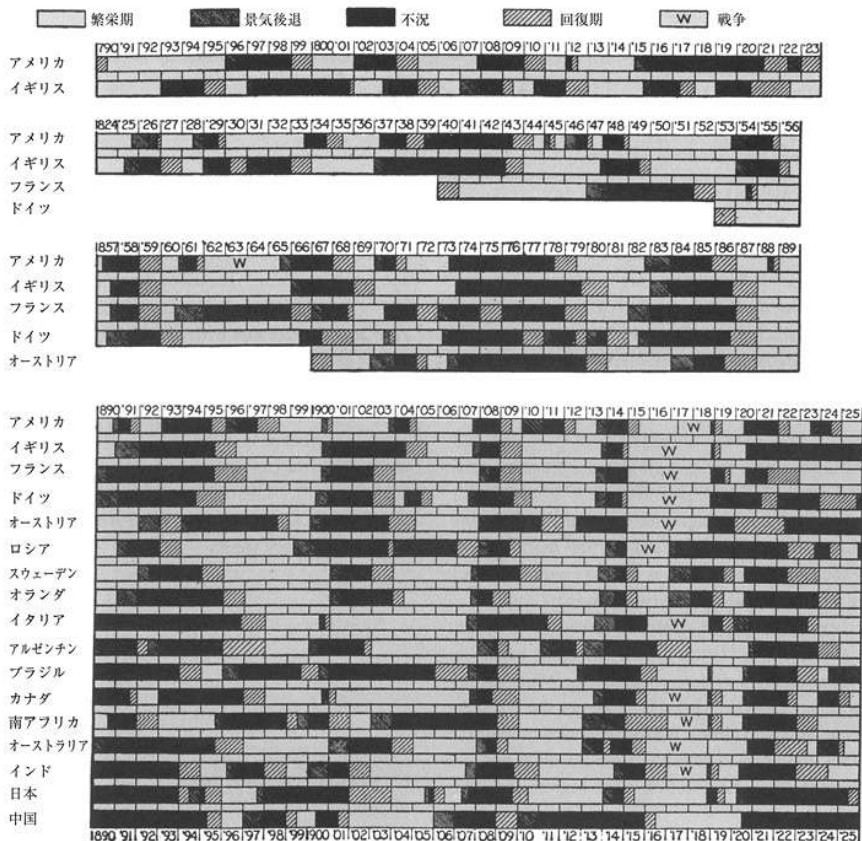 繁栄期 景気後退 不況 回復期 W 戦争
1790 '91 '92 '93 '94 '95 '96 '97 '98 '99 1800 '01 '02 '03 '04 '05 '06 '07 '08 '09 '10 '11 '12 '13 '14 '15 '16 '17 '18 '19 '20 '21 '22 '23
アメリカ
イギリス
1824 '25 '26 '27 '28 '29 '30 '31 '32 '33 '34 '35 '36 '37 '38 '39 '40 '41 '42 '43 '44 '45 '46 '47 '48 '49 '50 '51 '52 '53 '54 '55 '56
アメリカ
イギリス
フランス
ドイツ
1857 '58 '59 '60 '61 '62 '63 '64 '65 '66 '67 '68 '69 '70 '71 '72 '73 '74 '75 '76 '77 '78 '79 '80 '81 '82 '83 '84 '85 '86 '87 '88 '89
アメリカ W
イギリス
フランス
ドイツ
オーストリア
1890 '91 '92 '93 '94 '95 '96 '97 '98 '99 1900 '01 '02 '03 '04 '05 '06 '07 '08 '09 '10 '11 '12 '13 '14 '15 '16 '17 '18 '19 '20 '21 '22 '23 '24 '25
アメリカ W
イギリス W
フランス W
ドイツ W
オーストリア W
ロシア W
スウェーデン
オランダ
イタリア W
アルゼンチン
ブラジル
カナダ W
南アフリカ W
オーストラリア W
インド W
日本
中国
1890 '91 '92 '93 '94 '95 '96 '97 '98 '99 1900 '01 '02 '03 '04 '05 '06 '07 '08 '09 '10 '11 '12 '13 '14 '15 '16 '17 '18 '19 '20 '21 '22 '23 '24 '25